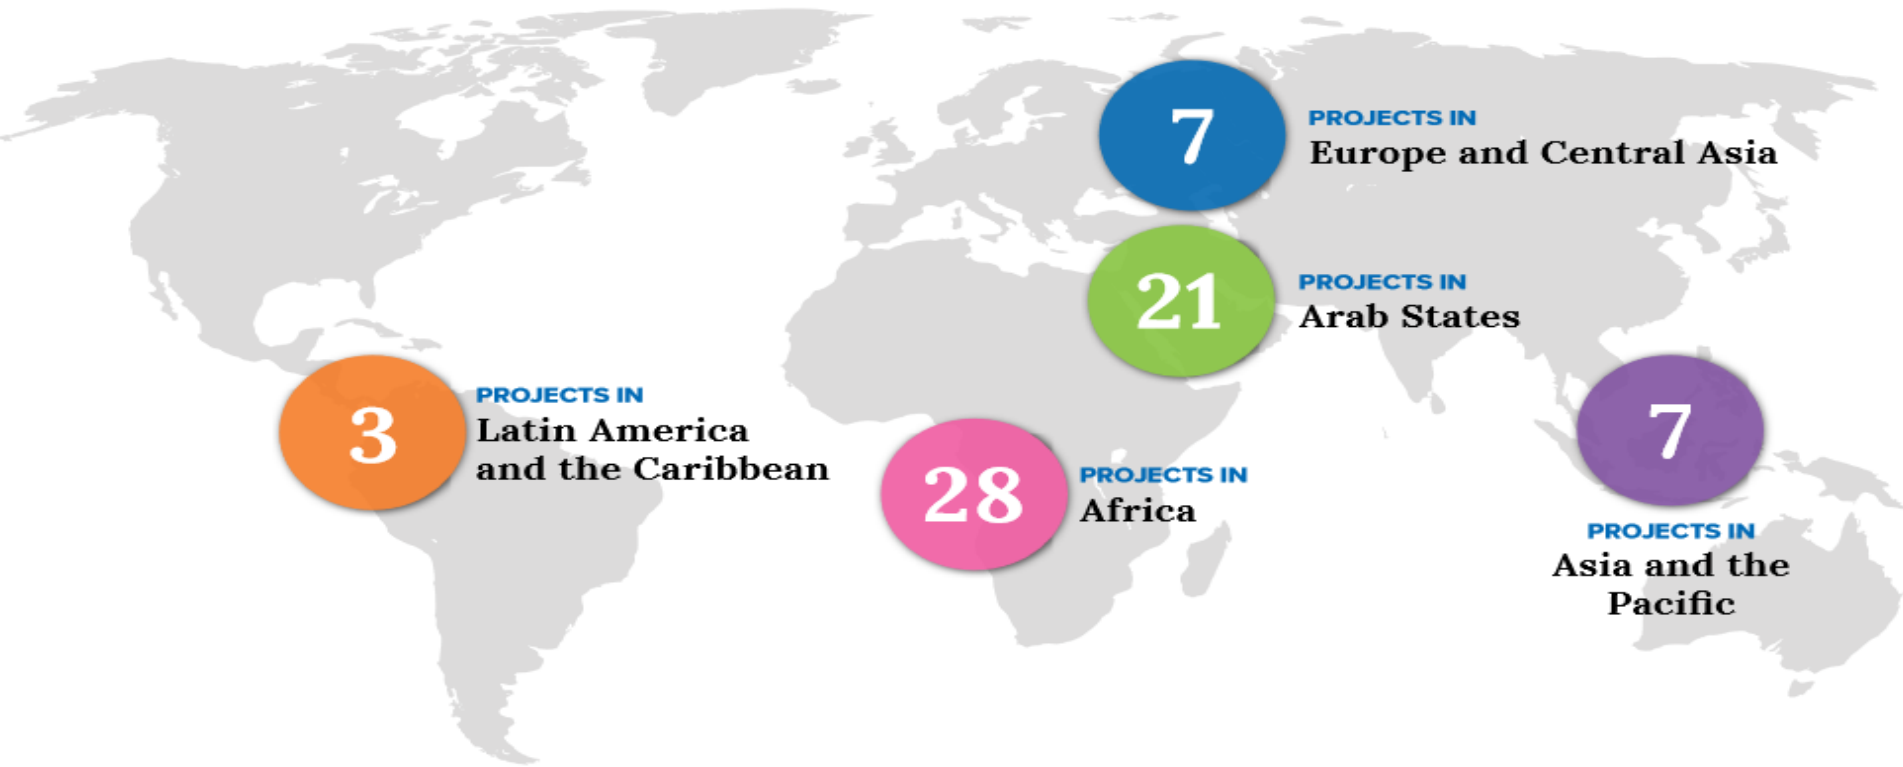 7
PROJECTS IN
Europe and Central Asia
21
PROJECTS IN
Arab States
3
PROJECTS IN
Latin America
and the Caribbean
28
PROJECTS IN
Africa
7
PROJECTS IN
Asia and the
Pacific